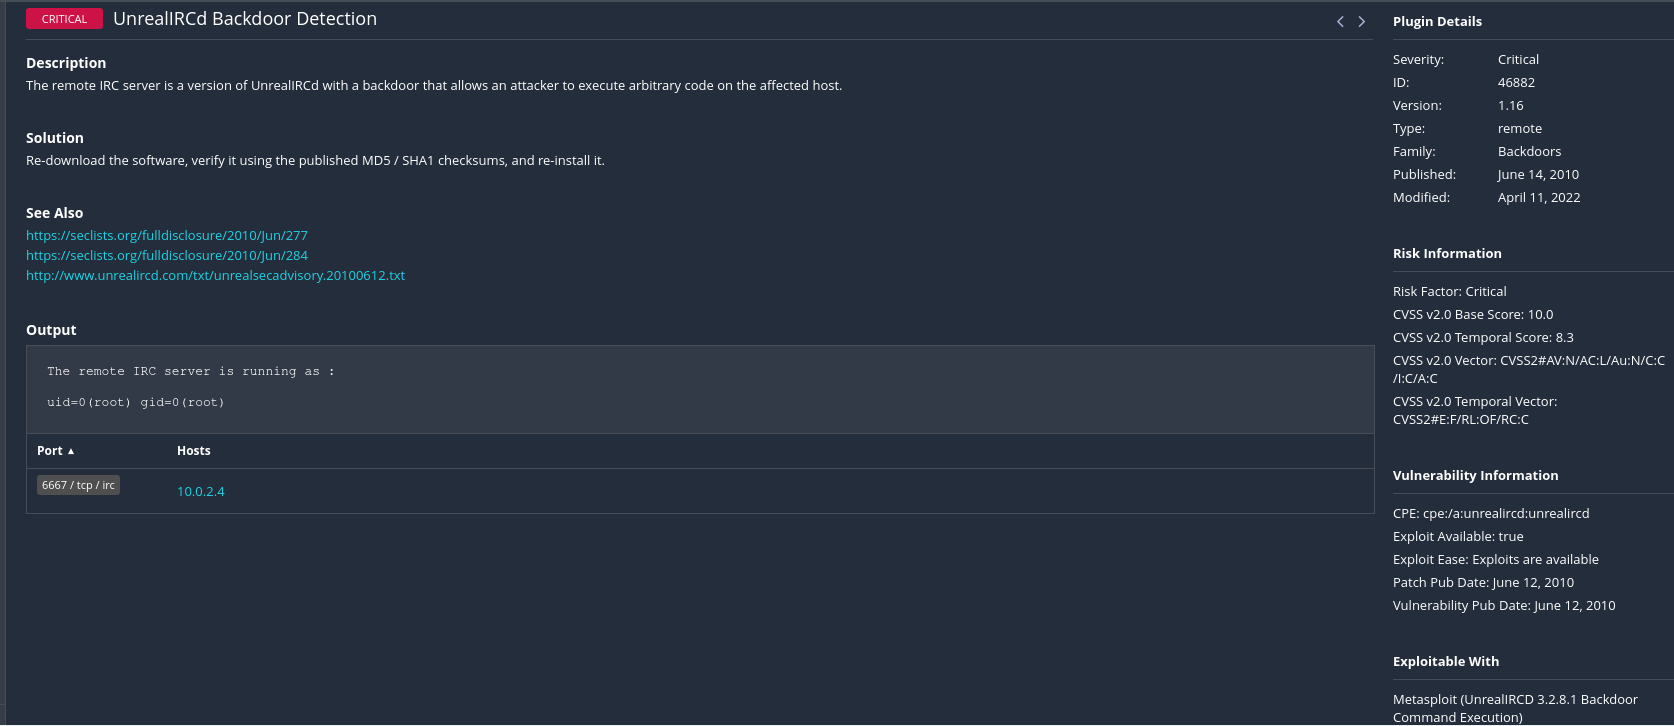 CRITICAL UnrealIRCd Backdoor Detection
Description
The remote IRC server is a version of UnrealIRCd with a backdoor that allows an attacker to execute arbitrary code on the affected host.
Solution
Re-download the software, verify it using the published MD5 / SHA1 checksums, and re-install it.
See Also
https://seclists.org/fulldisclosure/2010/Jun/277
https://seclists.org/fulldisclosure/2010/Jun/284
http://www.unrealircd.com/txt/unrealsecadvisory.20100612.txt
Output
The remote IRC server is running as :
uid=0(root) gid=0(root)
Port ▲ Hosts
6667 / tcp / irc 10.0.2.4
Plugin Details
Severity: Critical
ID: 46882
Version: 1.16
Type: remote
Family: Backdoors
Published: June 14, 2010
Modified: April 11, 2022
Risk Information
Risk Factor: Critical
CVSS v2.0 Base Score: 10.0
CVSS v2.0 Temporal Score: 8.3
CVSS v2.0 Vector: CVSS2#AV:N/AC:L/Au:N/C:C
/I:C/A:C
CVSS v2.0 Temporal Vector:
CVSS2#E:F/RL:OF/RC:C
Vulnerability Information
CPE: cpe:/a:unrealircd:unrealircd
Exploit Available: true
Exploit Ease: Exploits are available
Patch Pub Date: June 12, 2010
Vulnerability Pub Date: June 12, 2010
Exploitable With
Metasploit (UnrealIRCD 3.2.8.1 Backdoor
Command Execution)